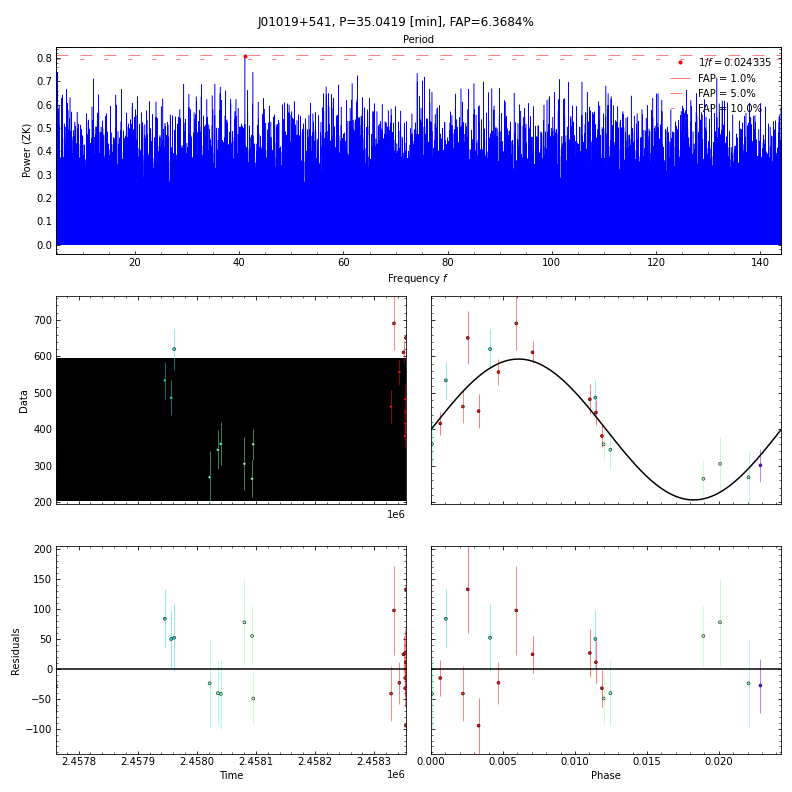 J01019+541, P=35.0419 [min], FAP=6.3684%
Period
Power (ZK)
0.8
0.7
0.6
0.5
0.4
0.3
0.2
0.1
0.0
1/f = 0.024335
FAP = 1.0%
FAP = 5.0%
FAP = 10.0%
20 40 60 80 100 120 140
Frequency f
Data
700
600
500
400
300
200
1e6
Residuals
200
150
100
50
0
−50
−100
2.4578 2.4579 2.4580 2.4581 2.4582 2.4583
1e6
Time
0.000 0.005 0.010 0.015 0.020
Phase